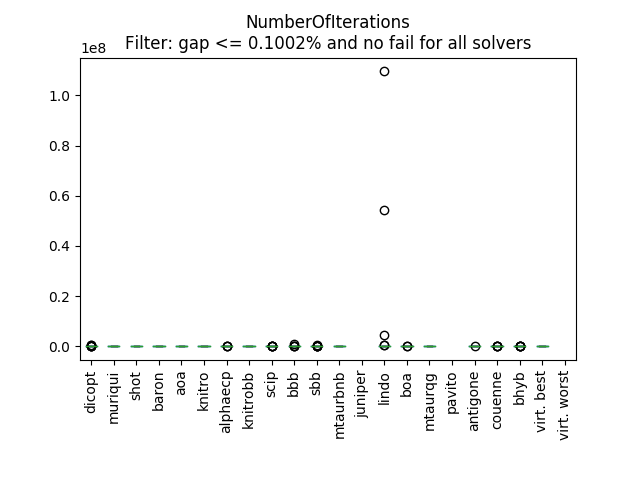 NumberOfIterations
Filter: gap <= 0.1002% and no fail for all solvers
1e8
1.0
0.8
0.6
0.4
0.2
0.0
dicopt
muriqui
shot
baron
aoa
knitro
alphaecp
knitrobb
scip
bbb
sbb
mtaurbnb
juniper
lindo
boa
mtaurqg
pavito
antigone
couenne
bhyb
virt. best
virt. worst